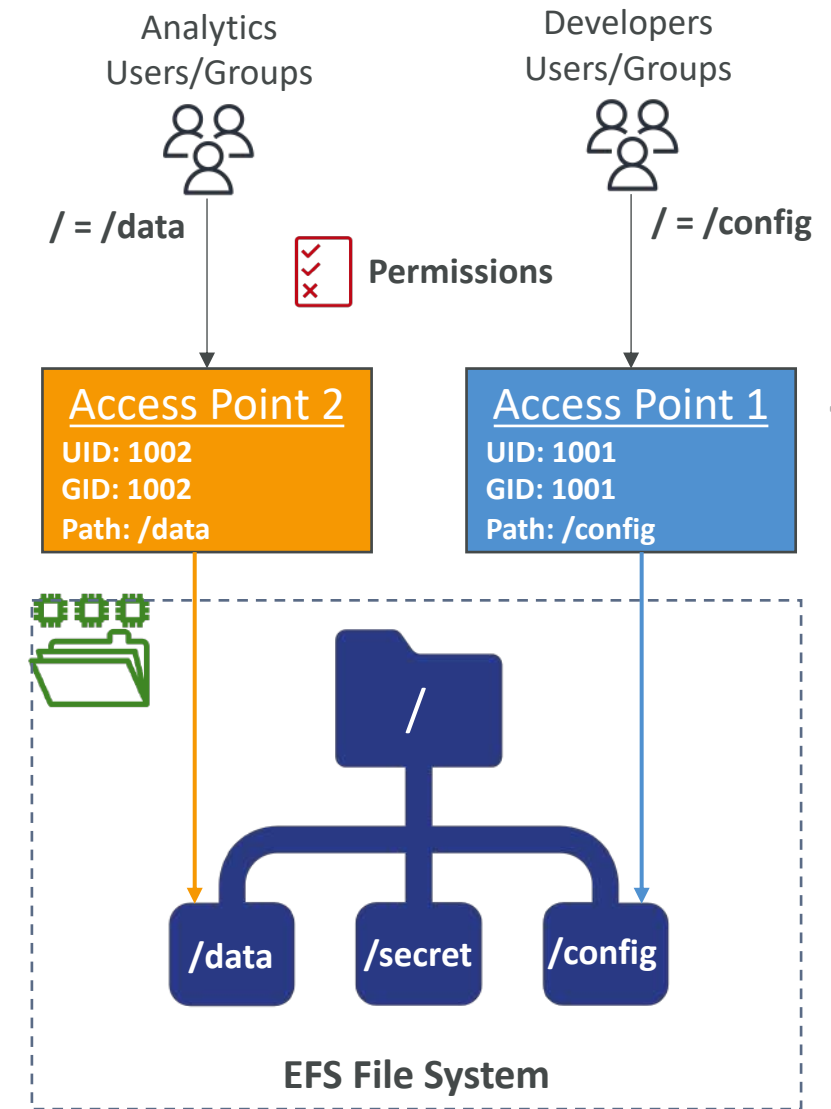 Analytics
Users/Groups
Developers
Users/Groups
/ = /data
/ = /config
Permissions
Access Point 2
UID: 1002
GID: 1002
Path: /data
Access Point 1
UID: 1001
GID: 1001
Path: /config
/
/data
/secret
/config
EFS File System